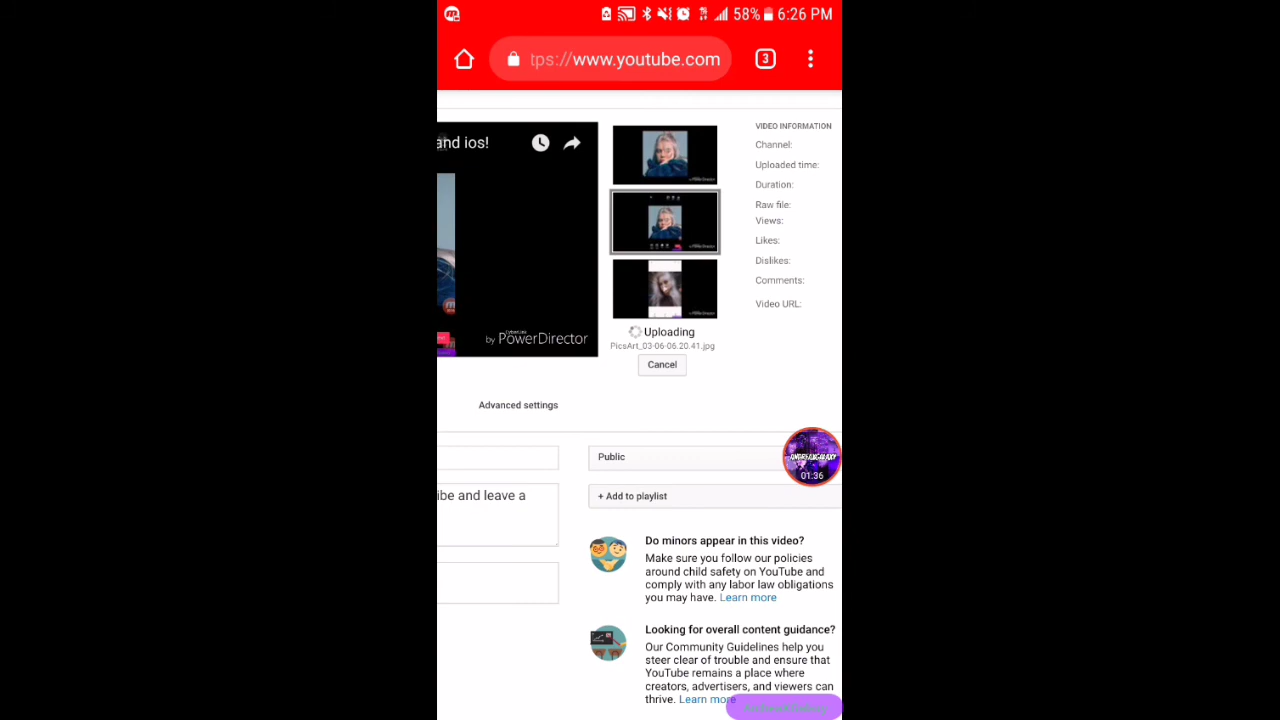 58% 6:26 PM
tps://www.youtube.com
3
and ios!
by CyberLink PowerDirector
VIDEO INFORMATION
Channel:
Uploaded time:
Duration:
Raw file:
Views:
Likes:
Dislikes:
Comments:
Video URL:
Uploading
PicsArt_03-06-06.20.41.jpg
Cancel
Advanced settings
Public
01:36
ibe and leave a
+ Add to playlist
Do minors appear in this video?
Make sure you follow our policies
around child safety on YouTube and
comply with any labor law obligations
you may have. Learn more
Looking for overall content guidance?
Our Community Guidelines help you
steer clear of trouble and ensure that
YouTube remains a place where
creators, advertisers, and viewers can
thrive. Learn more